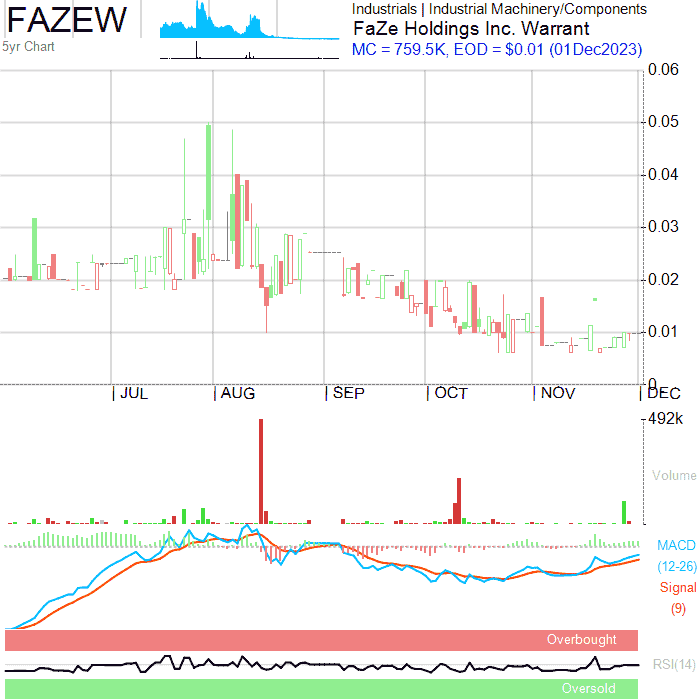 FAZEW
5yr Chart
Industrials | Industrial Machinery/Components
FaZe Holdings Inc. Warrant
MC = 759.5K, EOD = $0.01 (01Dec2023)
0.06
0.05
0.04
0.03
0.02
0.01
0
| JUL | AUG | SEP | OCT | NOV | DEC
492k
Volume
MACD
(12-26)
Signal
(9)
Overbought
RSI(14)
Oversold